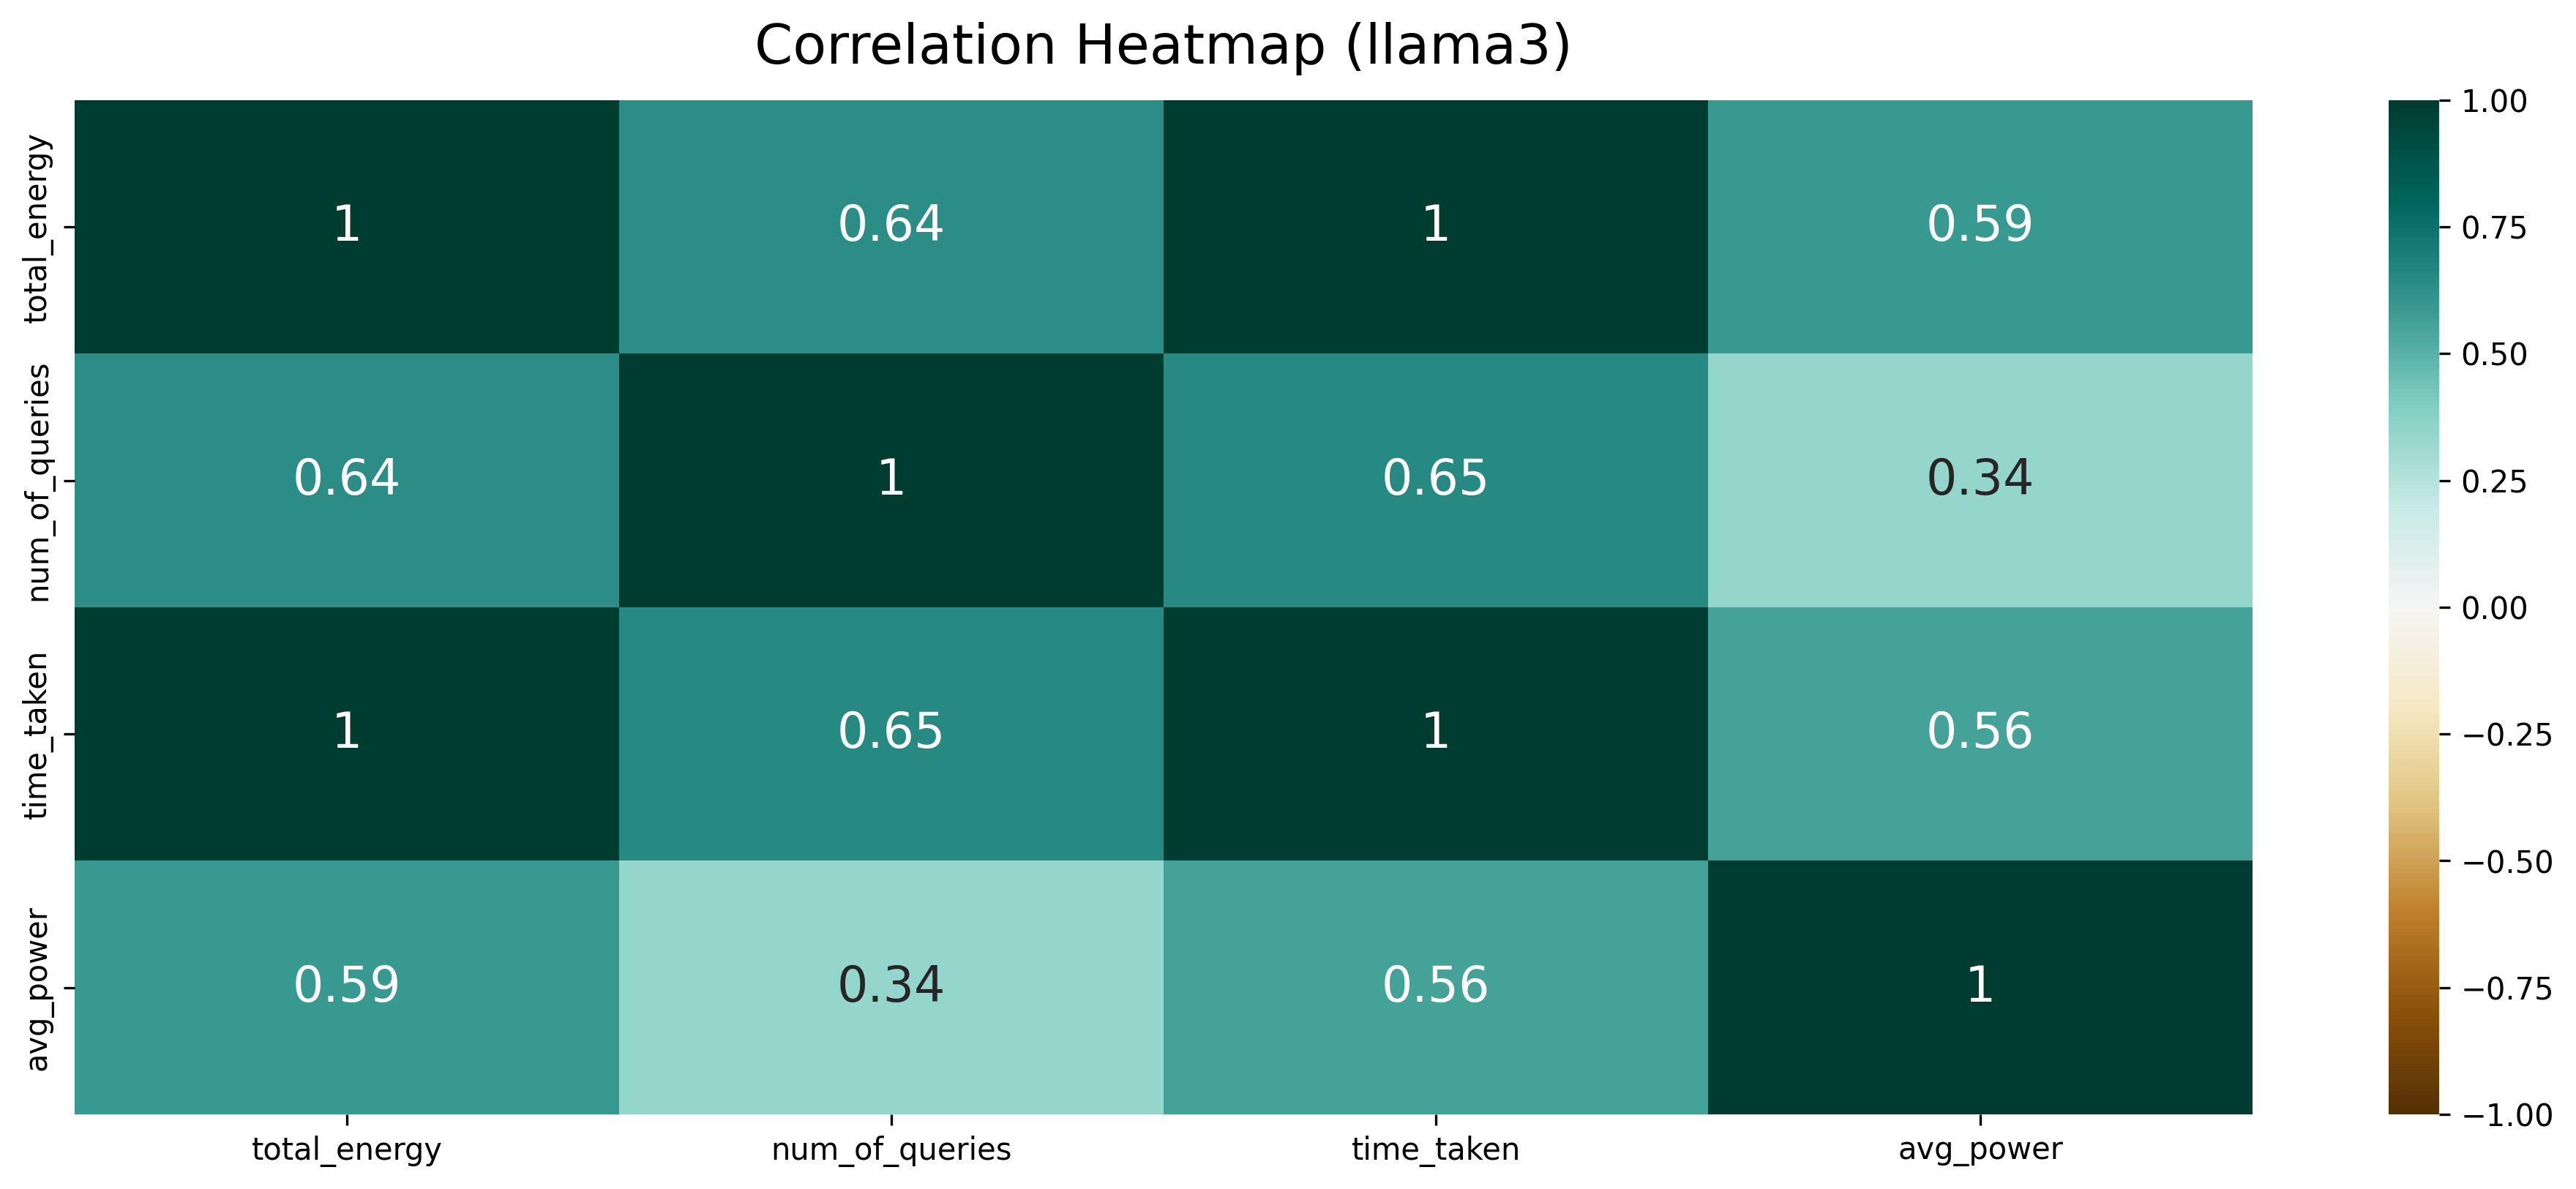 Correlation Heatmap (llama3)
total_energy
1
0.64
1
0.59
num_of_queries
0.64
1
0.65
0.34
time_taken
1
0.65
1
0.56
avg_power
0.59
0.34
0.56
1
total_energy
num_of_queries
time_taken
avg_power
1.00
0.75
0.50
0.25
0.00
−0.25
−0.50
−0.75
−1.00